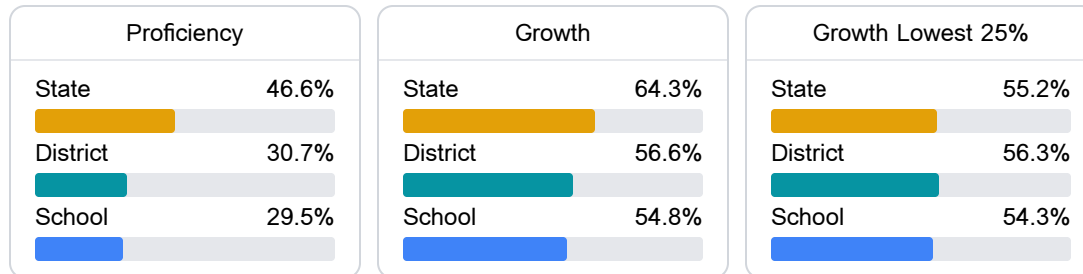 Proficiency
State 46.6%
District 30.7%
School 29.5%
Growth
State 64.3%
District 56.6%
School 54.8%
Growth Lowest 25%
State 55.2%
District 56.3%
School 54.3%